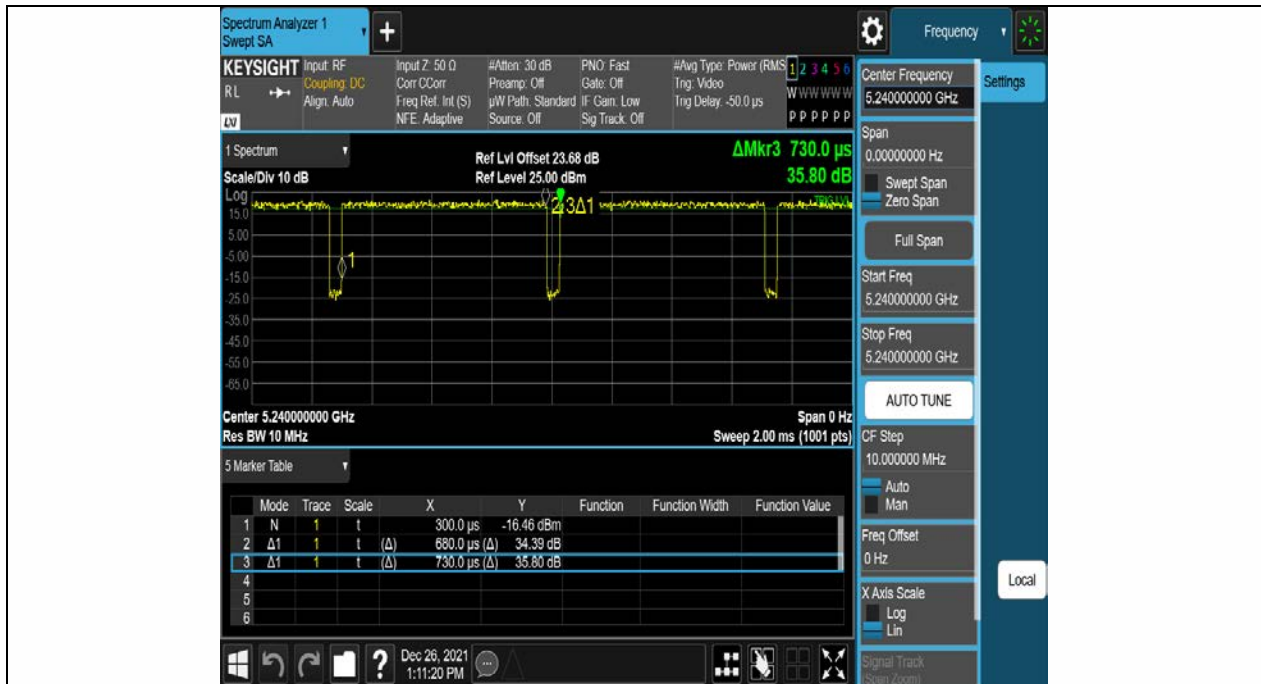 Spectrum Analyzer 1
Swept SA
+
Frequency
KEYSIGHT
RL
LXI
Input: RF
Coupling: DC
Align: Auto
Input Z: 50 Ω
Corr CCorr
Freq Ref: Int (S)
NFE: Adaptive
#Atten: 30 dB
Preamp: Off
µW Path: Standard
Source: Off
PNO: Fast
Gate: Off
IF Gain: Low
Sig Track: Off
#Avg Type: Power (RMS
Trig: Video
Trig Delay: -50.0 µs
1 2 3 4 5 6
W W W W W W
P P P P P P
1 Spectrum
Scale/Div 10 dB
Ref Lvl Offset 23.68 dB
Ref Level 25.00 dBm
ΔMkr3 730.0 µs
35.80 dB
Log
15.0
5.00
-5.00
-15.0
-25.0
-35.0
-45.0
-55.0
-65.0
1
2
3Δ1
TRIG LVL
Center 5.240000000 GHz
Span 0 Hz
Res BW 10 MHz
Sweep 2.00 ms (1001 pts)
5 Marker Table
Mode Trace Scale X Y Function Function Width Function Value
1 N 1 t 300.0 µs -16.46 dBm
2 Δ1 1 t (Δ) 680.0 µs (Δ) 34.39 dB
3 Δ1 1 t (Δ) 730.0 µs (Δ) 35.80 dB
4
5
6
?
Dec 26, 2021
1:11:20 PM
Center Frequency
5.240000000 GHz
Span
0.00000000 Hz
Swept Span
Zero Span
Full Span
Start Freq
5.240000000 GHz
Stop Freq
5.240000000 GHz
AUTO TUNE
CF Step
10.000000 MHz
Auto
Man
Freq Offset
0 Hz
X Axis Scale
Log
Lin
Signal Track
(Span Zoom)
Settings
Local